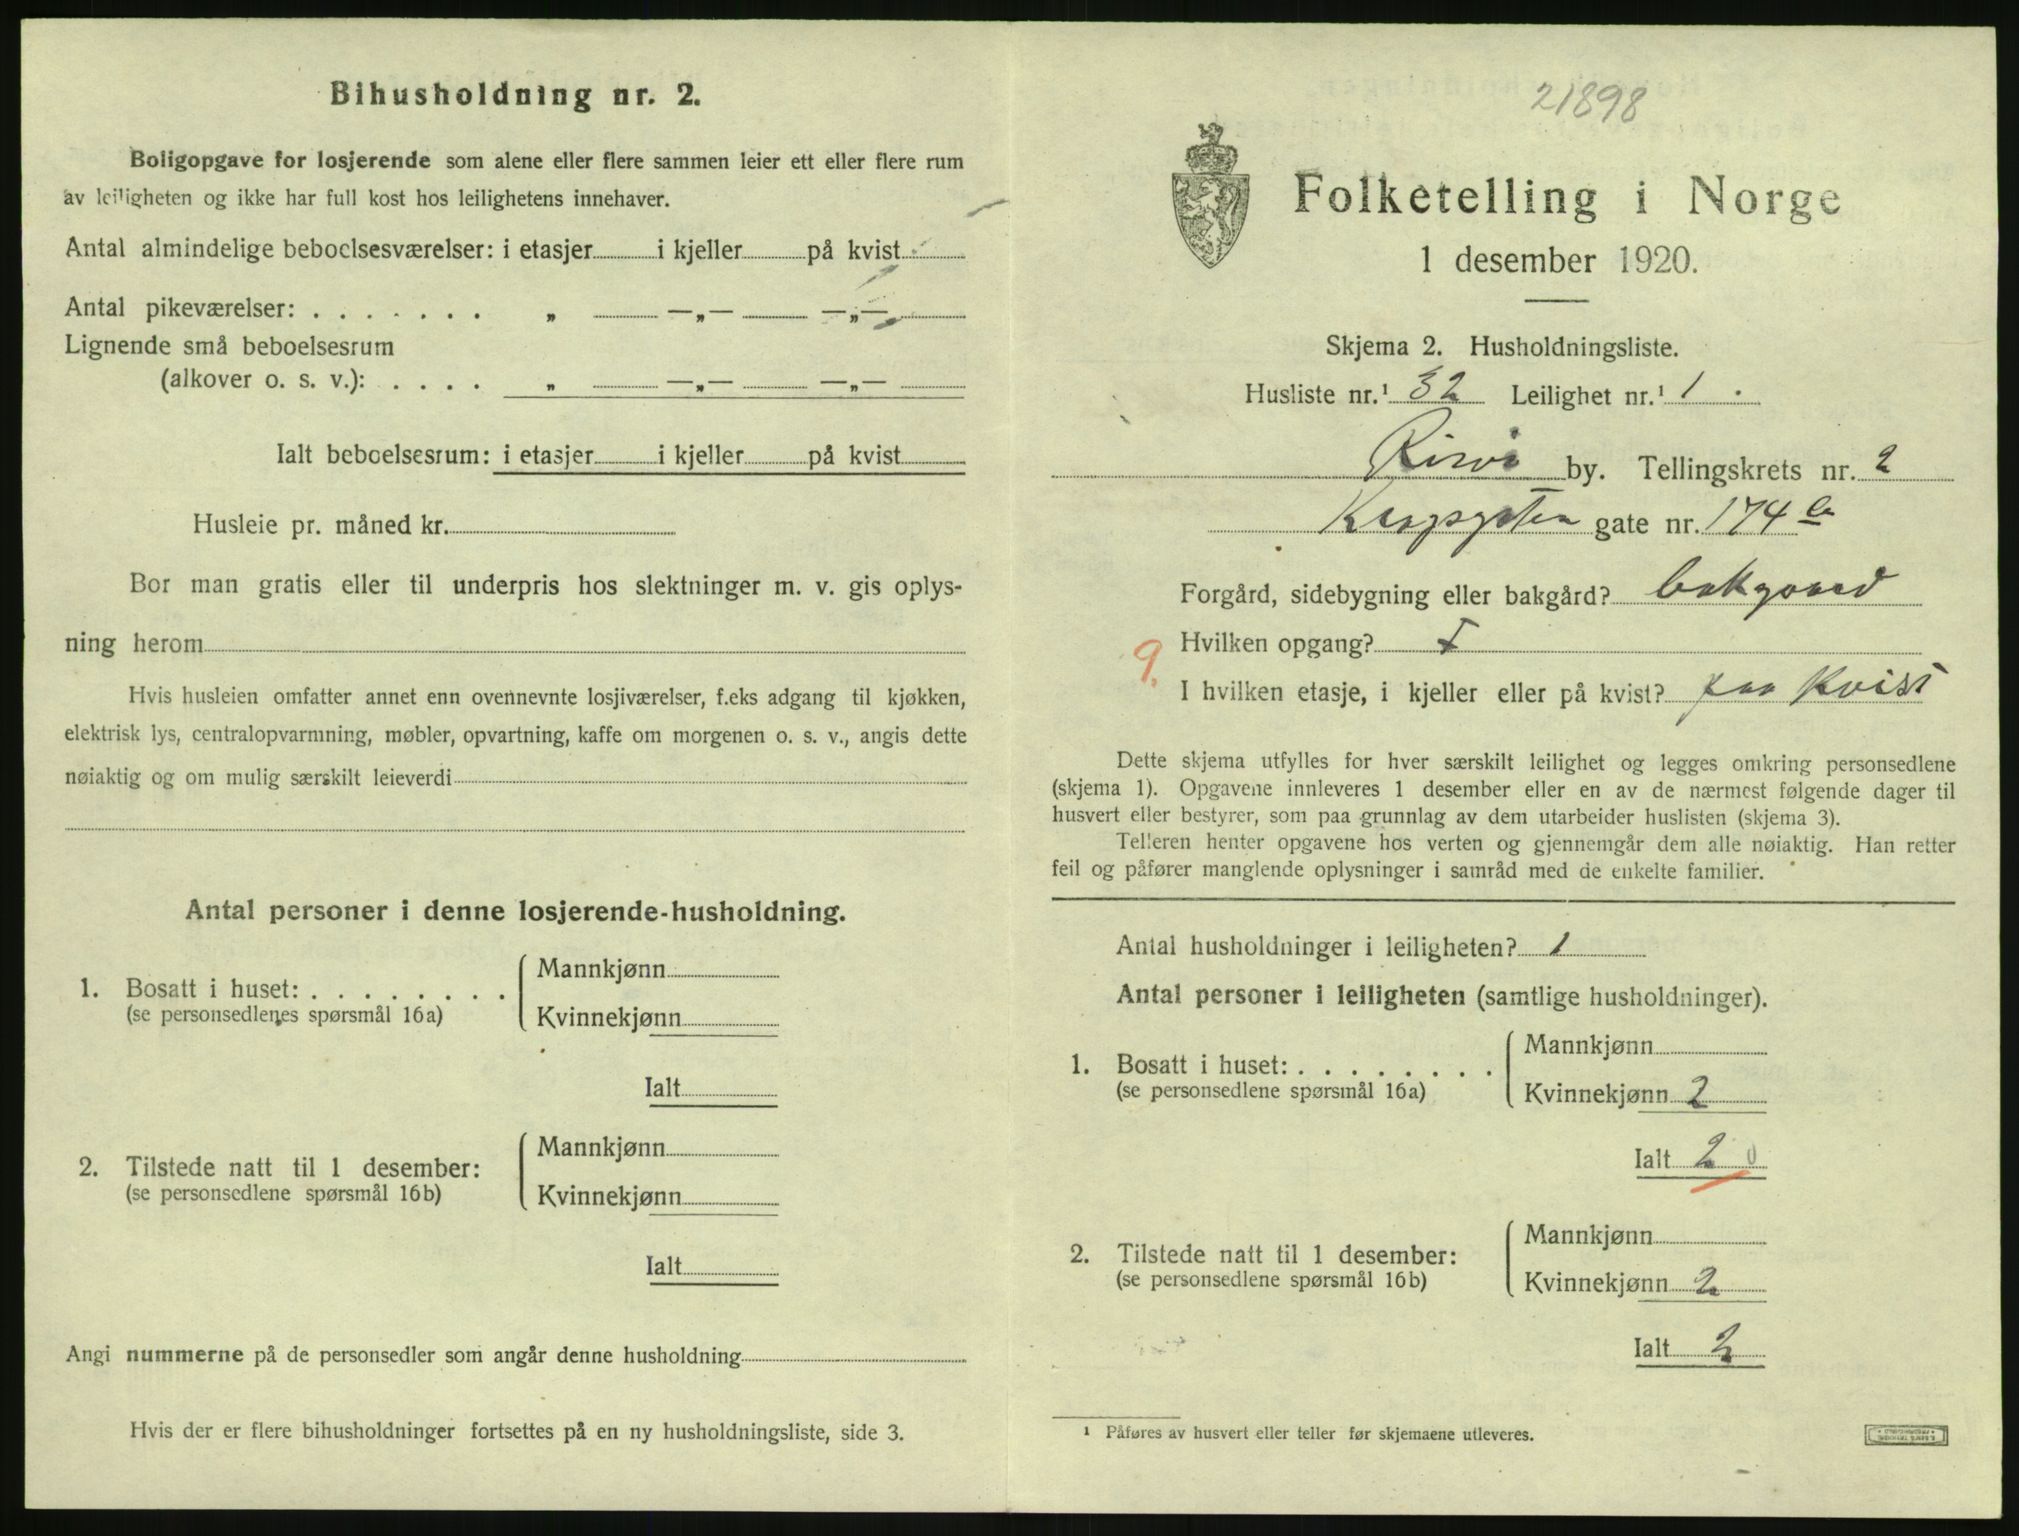 Bihusholdning nr. 2.
Boligopgave for losjerende som alene eller flere sammen leier ett eller flere rum
av leiligheten og ikke har full kost hos leilighetens innehaver.
Antal almindelige beboelsesværelser: i etasjer i kjeller på kvist
Antal pikeværelser: . . . . . . . „ —„— —„—
Lignende små beboelsesrum
(alkover o. s. v.): . . . . „ —„— —„—
Ialt beboelsesrum: i etasjer i kjeller på kvist
Husleie pr. måned kr.
Bor man gratis eller til underpris hos slektninger m. v. gis oplys-
ning herom
Hvis husleien omfatter annet enn ovennevnte losjiværelser, f.eks adgang til kjøkken,
elektrisk lys, centralopvarmning, møbler, opvartning, kaffe om morgenen o. s. v., angis dette
nøiaktig og om mulig særskilt leieverdi
Antal personer i denne losjerende-husholdning.
1. Bosatt i huset: . . . . . . . .
(se personsedlenes spørsmål 16a)
Mannkjønn
Kvinnekjønn
Ialt
2. Tilstede natt til 1 desember:
(se personsedlene spørsmål 16b)
Mannkjønn
Kvinnekjønn
Ialt
Angi nummerne på de personsedler som angår denne husholdning
Hvis der er flere bihusholdninger fortsettes på en ny husholdningsliste, side 3.
21898
Folketelling i Norge
1 desember 1920.
Skjema 2. Husholdningsliste.
Husliste nr.¹ 32 Leilighet nr.¹ 1
by. Tellingskrets nr. 2
gate nr. 174
Forgård, sidebygning eller bakgård? bakgaard
Hvilken opgang? I
9.
I hvilken etasje, i kjeller eller på kvist? paa Kvist
Dette skjema utfylles for hver særskilt leilighet og legges omkring personsedlene
(skjema 1). Opgavene innleveres 1 desember eller en av de nærmest følgende dager til
husvert eller bestyrer, som paa grunnlag av dem utarbeider huslisten (skjema 3).
Telleren henter opgavene hos verten og gjennemgår dem alle nøiaktig. Han retter
feil og påfører manglende oplysninger i samråd med de enkelte familier.
Antal husholdninger i leiligheten? 1
Antal personer i leiligheten (samtlige husholdninger).
1. Bosatt i huset: . . . . . . . .
(se personsedlene spørsmål 16a)
Mannkjønn
Kvinnekjønn 2
Ialt 2 0
2. Tilstede natt til 1 desember:
(se personsedlene spørsmål 16b)
Mannkjønn
Kvinnekjønn 2
Ialt 2
¹ Påføres av husvert eller teller før skjemaene utleveres.